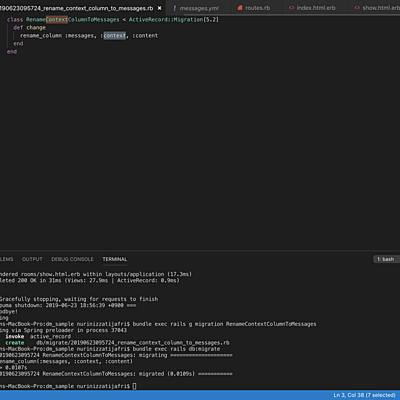 0190623095724_rename_context_column_to_messages.rb
messages.yml
routes.rb
index.html.erb
show.html.erb
class RenameContextColumnToMessages < ActiveRecord::Migration[5.2]
def change
rename_column :messages, :context, :content
end
end
LEMS OUTPUT DEBUG CONSOLE TERMINAL
1: bash
ndered rooms/show.html.erb within layouts/application (17.3ms)
leted 200 OK in 31ms (Views: 27.9ms | ActiveRecord: 0.9ms)
Gracefully stopping, waiting for requests to finish
puma shutdown: 2019-06-23 18:56:39 +0900 ===
odbye!
ing
ns-MacBook-Pro:dm_sample nurinizzatijafri$ bundle exec rails g migration RenameContextColumnToMessages
ing via Spring preloader in process 37043
invoke active_record
create db/migrate/20190623095724_rename_context_column_to_messages.rb
ns-MacBook-Pro:dm_sample nurinizzatijafri$ bundle exec rails db:migrate
0190623095724 RenameContextColumnToMessages: migrating
rename_column(:messages, :context, :content)
> 0.0107s
0190623095724 RenameContextColumnToMessages: migrated (0.0109s)
ns-MacBook-Pro:dm_sample nurinizzatijafri$
Ln 3, Col 38 (7 selected)